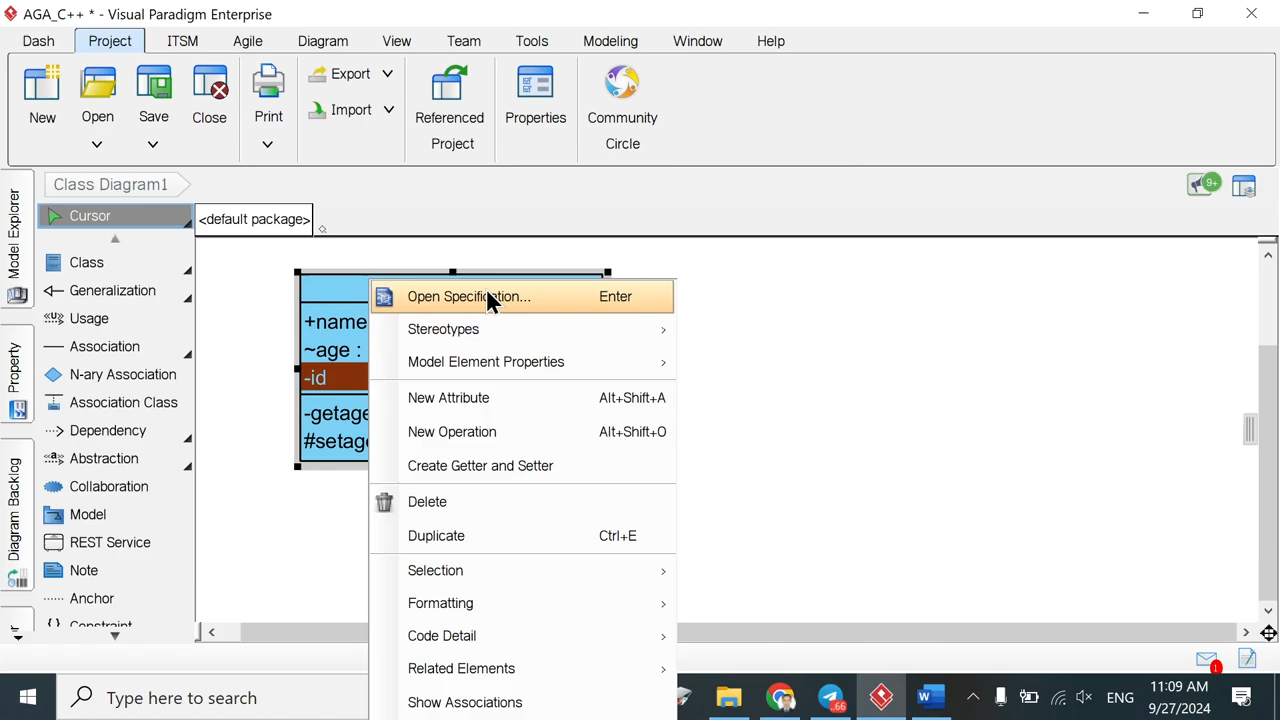 AGA_C++ * - Visual Paradigm Enterprise
Dash Project ITSM Agile Diagram View Team Tools Modeling Window Help
New Open Save Close Print Export Import Referenced Project Properties Community Circle
Class Diagram1
9+
Model Explorer
Property
Diagram Backlog
Cursor
<default package>
Class
Generalization
Usage
Association
N-ary Association
Association Class
Dependency
Abstraction
Collaboration
Model
REST Service
Note
Anchor
Constraint
+name
~age :
-id
-getage
#setage
Open Specification... Enter
Stereotypes
Model Element Properties
New Attribute Alt+Shift+A
New Operation Alt+Shift+O
Create Getter and Setter
Delete
Duplicate Ctrl+E
Selection
Formatting
Code Detail
Related Elements
Show Associations
1
Type here to search
66
ENG
11:09 AM
9/27/2024